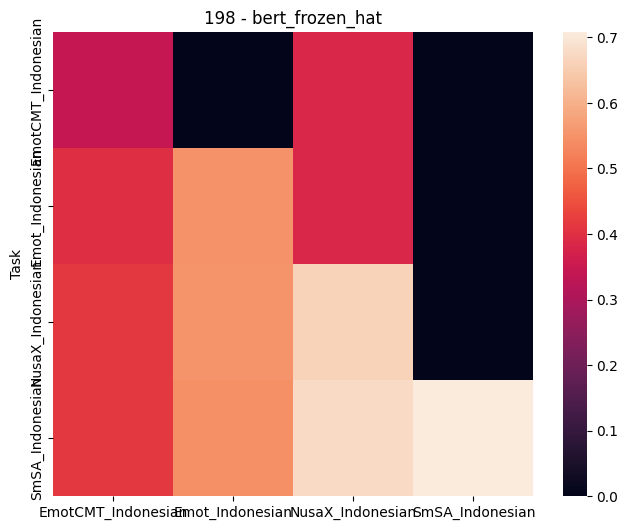 198 - bert_frozen_hat
Task
EmotCMT_Indonesian
Emot_Indonesian
NusaX_Indonesian
SmSA_Indonesian
EmotCMT_Indonesian
Emot_Indonesian
NusaX_Indonesian
SmSA_Indonesian
0.7
0.6
0.5
0.4
0.3
0.2
0.1
0.0